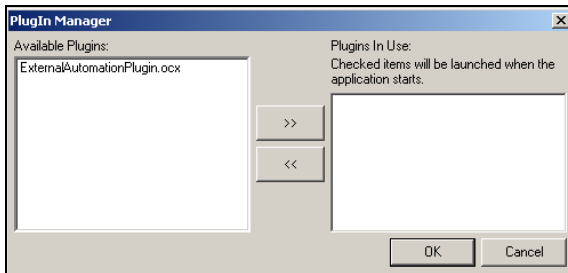 PlugIn Manager
Available Plugins:
ExternalAutomationPlugin.ocx
>>
<<
Plugins In Use:
Checked items will be launched when the
application starts.
OK
Cancel